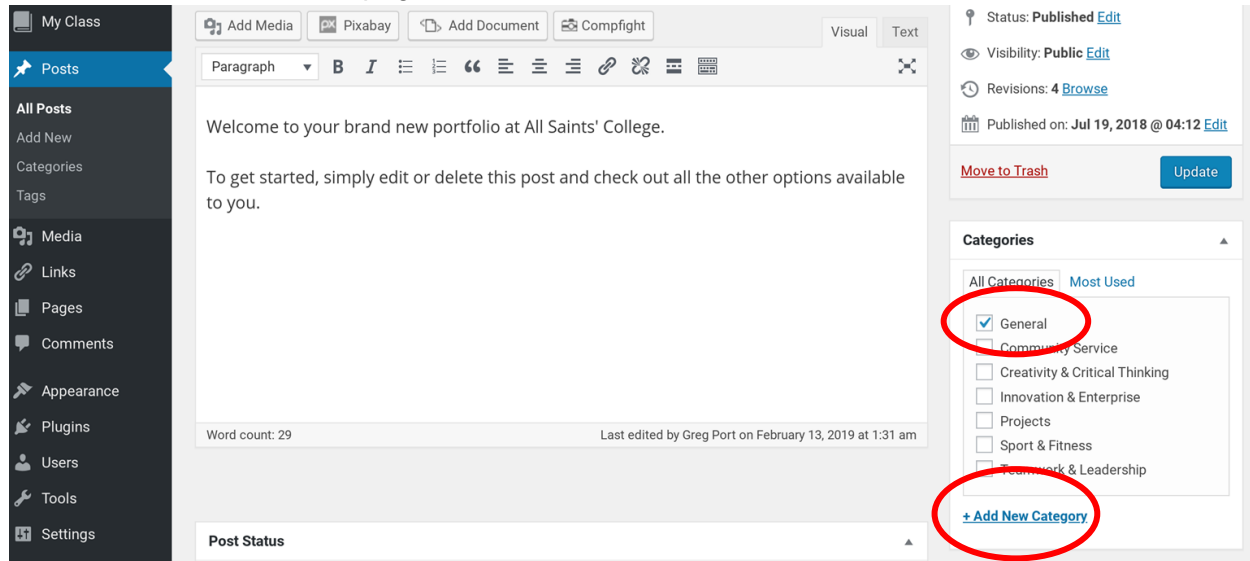 My Class
Posts
All Posts
Add New
Categories
Tags
Media
Links
Pages
Comments
Appearance
Plugins
Users
Tools
Settings
Add Media Pixabay Add Document Compfight Visual Text
Paragraph B I
Welcome to your brand new portfolio at All Saints' College.
To get started, simply edit or delete this post and check out all the other options available
to you.
Word count: 29 Last edited by Greg Port on February 13, 2019 at 1:31 am
Post Status
Status: Published Edit
Visibility: Public Edit
Revisions: 4 Browse
Published on: Jul 19, 2018 @ 04:12 Edit
Move to Trash Update
Categories
All Categories Most Used
General
Community Service
Creativity & Critical Thinking
Innovation & Enterprise
Projects
Sport & Fitness
Teamwork & Leadership
+ Add New Category